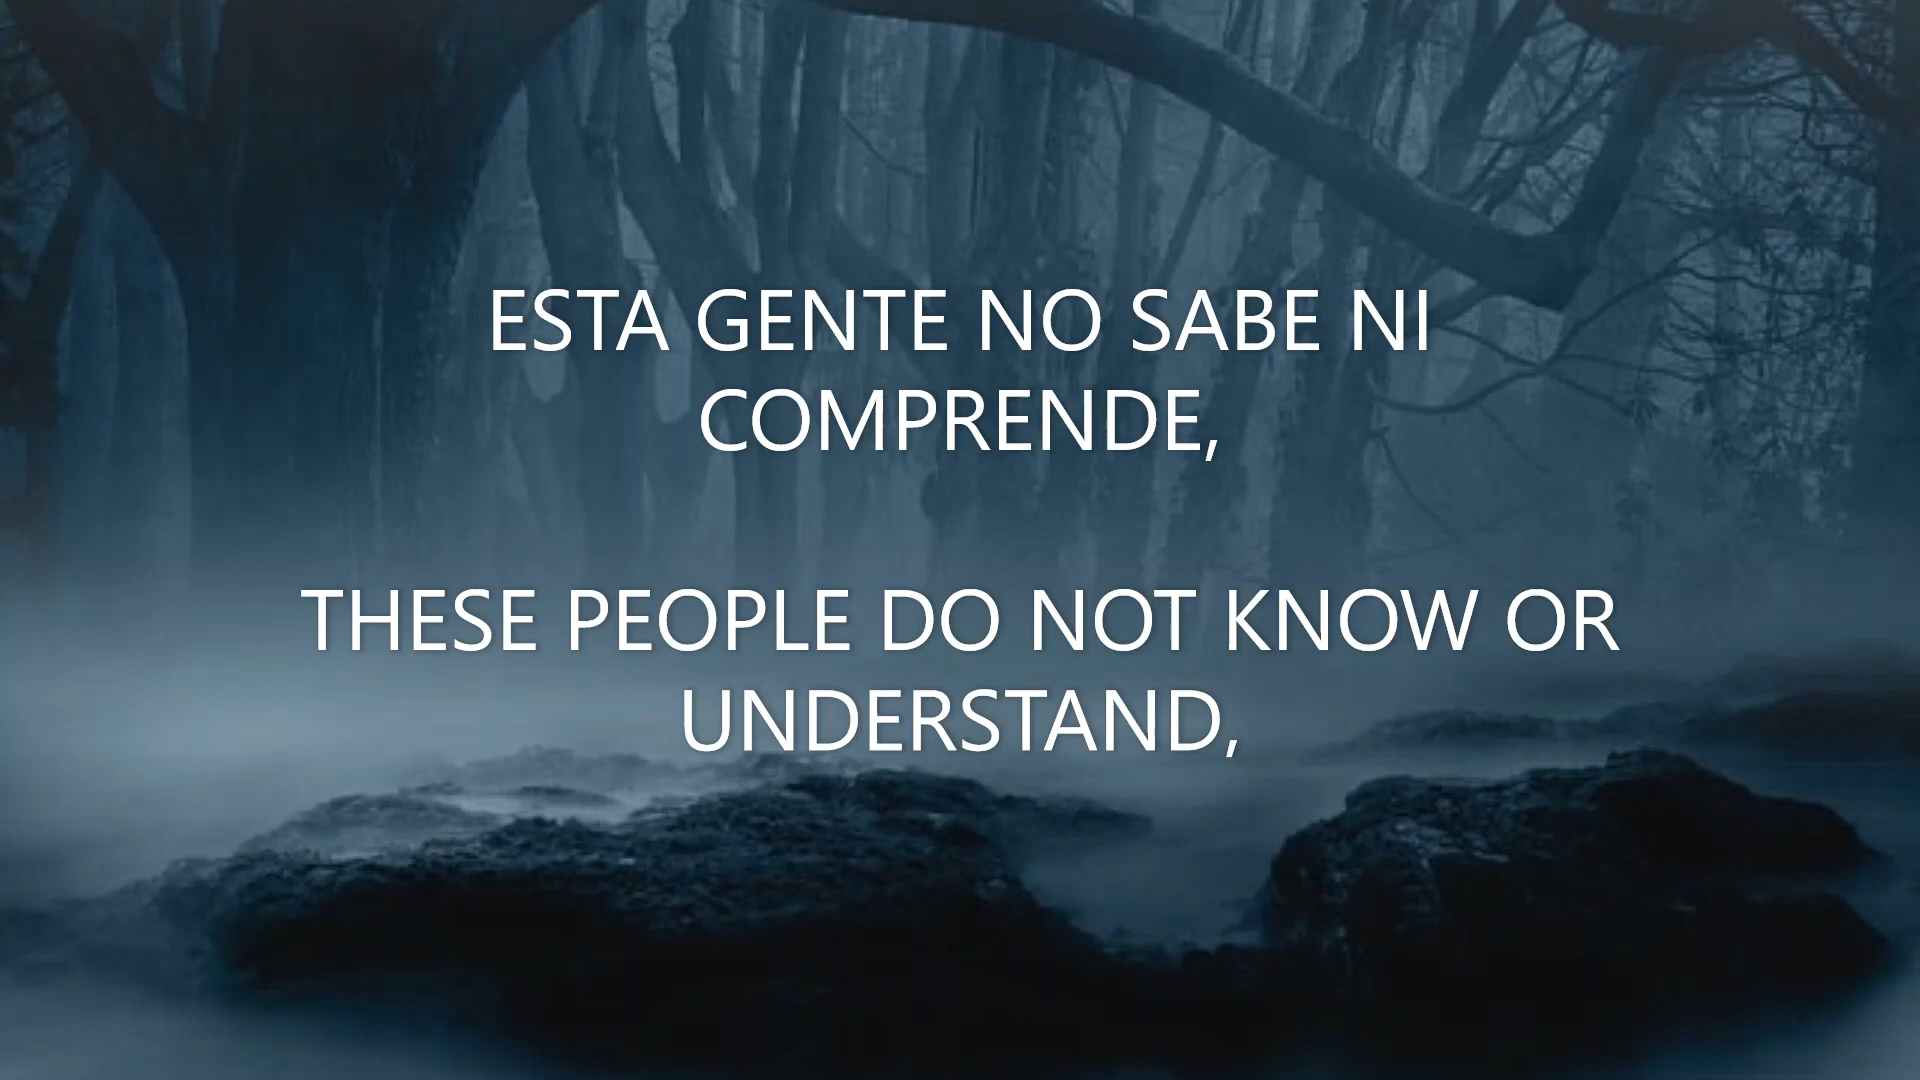 ESTA GENTE NO SABE NI
COMPRENDE,
THESE PEOPLE DO NOT KNOW OR
UNDERSTAND,